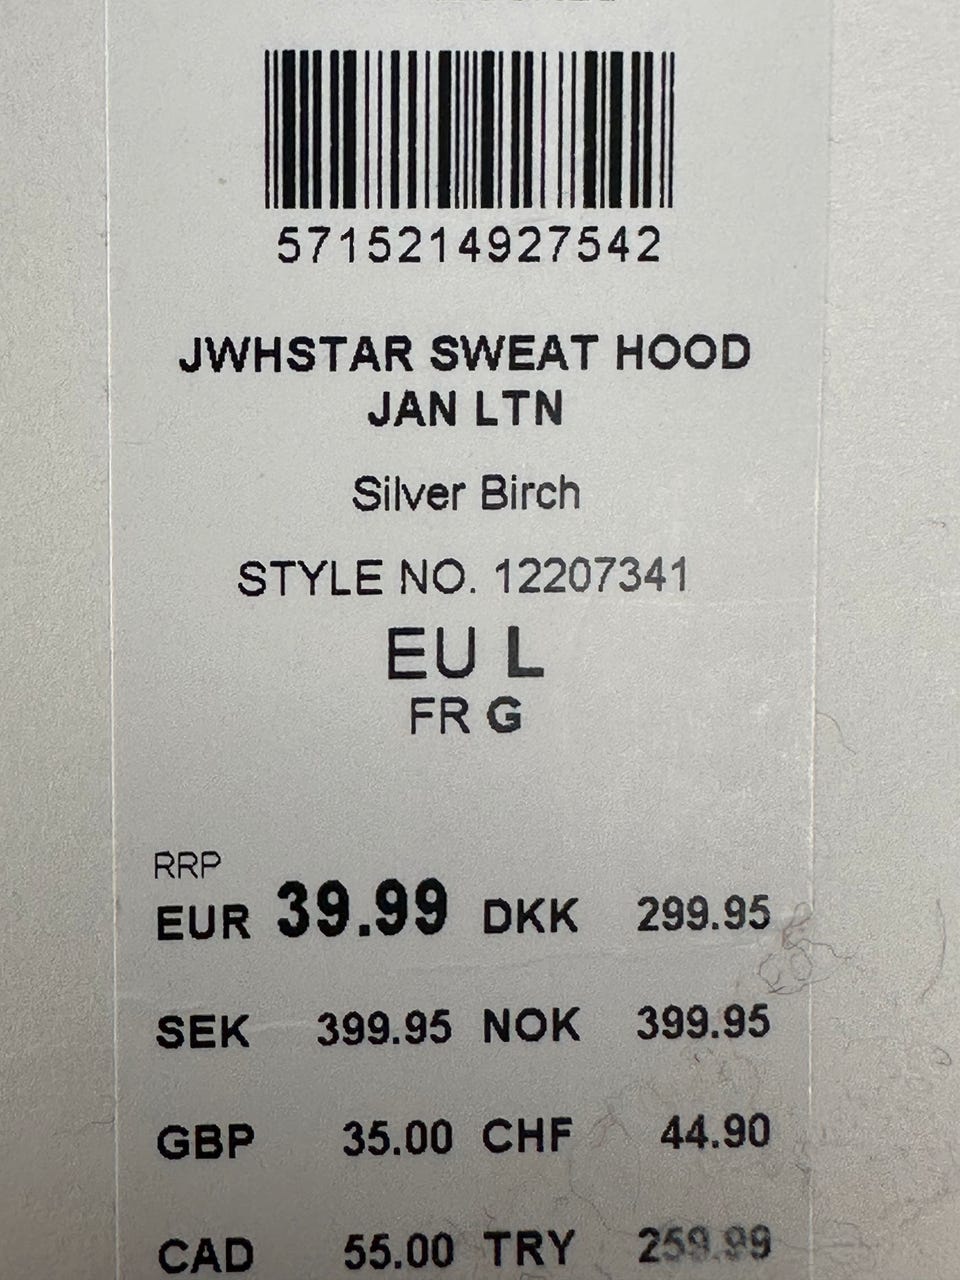 5715214927542
JWHSTAR SWEAT HOOD
JAN LTN
Silver Birch
STYLE NO. 12207341
EU L
FR G
RRP
EUR 39.99 DKK 299.95
SEK 399.95 NOK 399.95
GBP 35.00 CHF 44.90
CAD 55.00 TRY 259.99